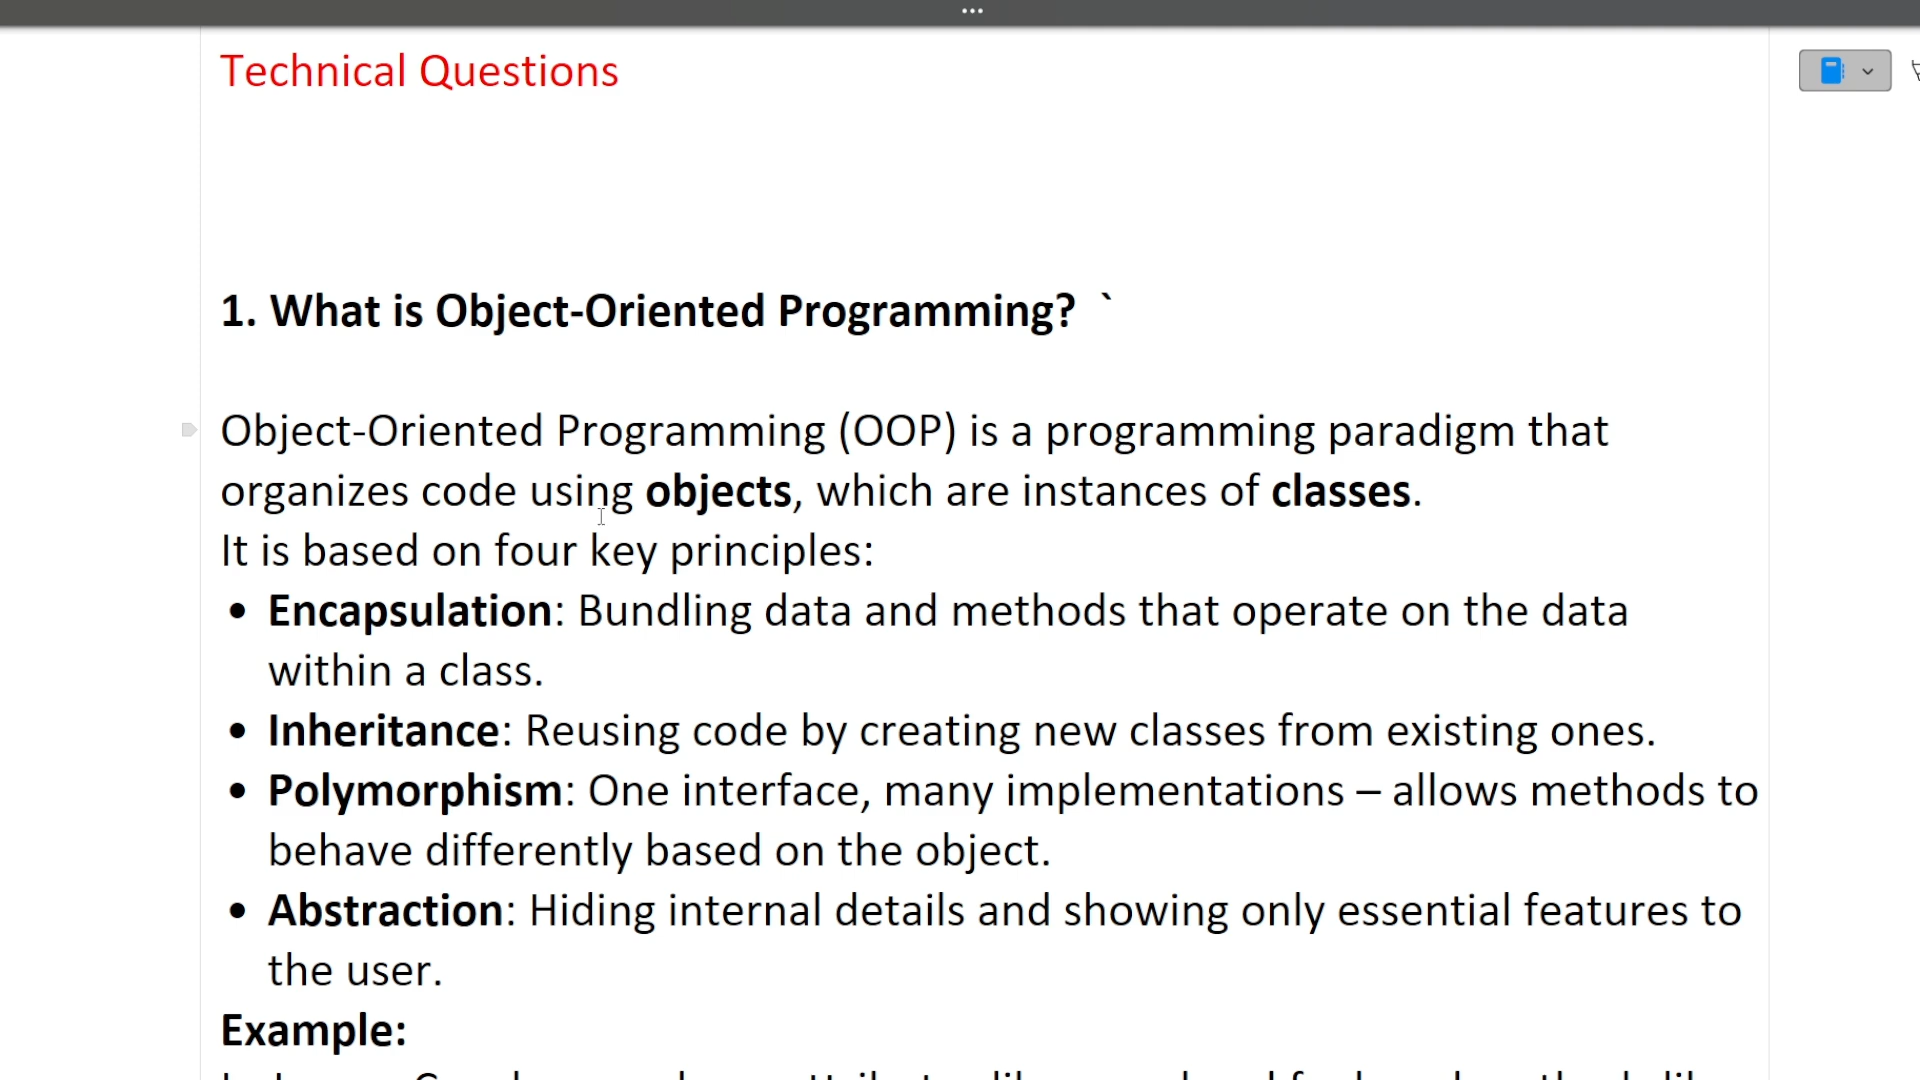 Technical Questions
1. What is Object-Oriented Programming? `
Object-Oriented Programming (OOP) is a programming paradigm that
organizes code using objects, which are instances of classes.
It is based on four key principles:
• Encapsulation: Bundling data and methods that operate on the data
within a class.
• Inheritance: Reusing code by creating new classes from existing ones.
• Polymorphism: One interface, many implementations – allows methods to
behave differently based on the object.
• Abstraction: Hiding internal details and showing only essential features to
the user.
Example: